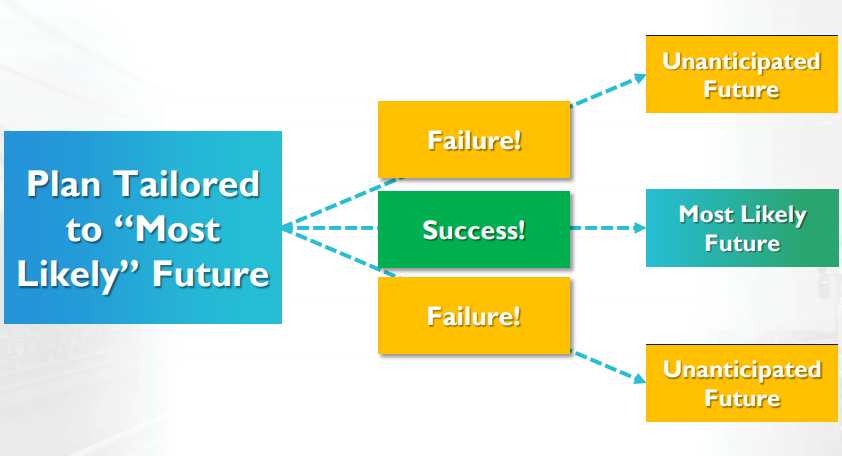 Plan Tailored
to “Most
Likely” Future
Failure!
Success!
Failure!
Unanticipated
Future
Most Likely
Future
Unanticipated
Future